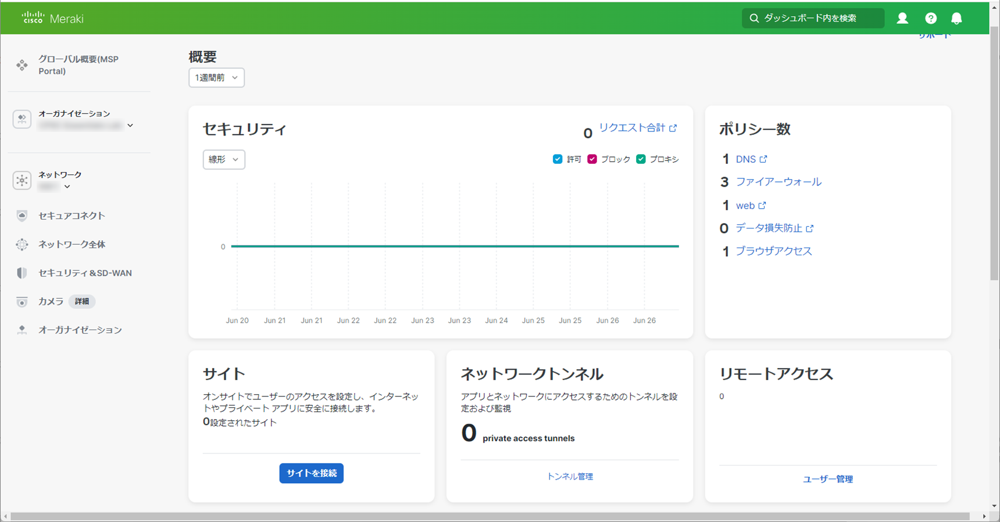 cisco Meraki
ダッシュボード内を検索
グローバル概要(MSP
Portal)
オーガナイゼーション
ネットワーク
セキュアコネクト
ネットワーク全体
セキュリティ&SD-WAN
カメラ 詳細
オーガナイゼーション
概要
1週間前
セキュリティ
0 リクエスト合計
線形
許可 ブロック プロキシ
0
Jun 20 Jun 21 Jun 21 Jun 22 Jun 22 Jun 23 Jun 23 Jun 24 Jun 25 Jun 25 Jun 26 Jun 26
ポリシー数
1 DNS
3 ファイアーウォール
1 web
0 データ損失防止
1 ブラウザアクセス
サイト
オンサイトでユーザーのアクセスを設定し、インターネッ
トやプライベート アプリに安全に接続します。
0設定されたサイト
サイトを接続
ネットワークトンネル
アプリとネットワークにアクセスするためのトンネルを設
定および監視
0 private access tunnels
トンネル管理
リモートアクセス
0
ユーザー管理